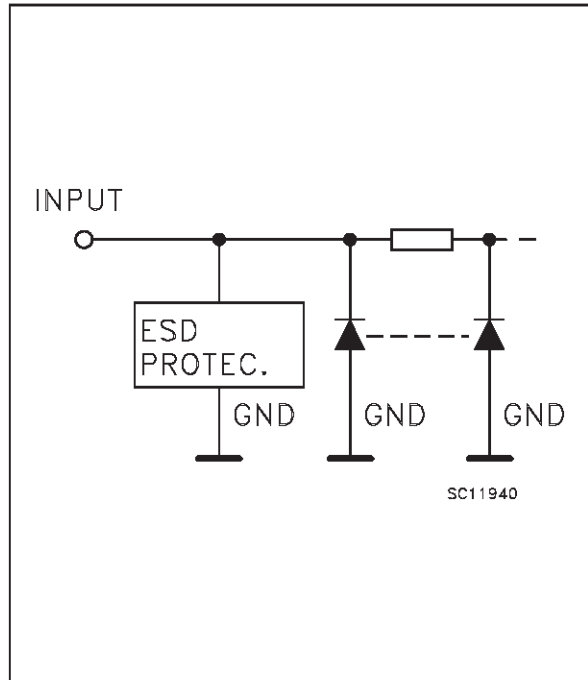 INPUT
ESD
PROTEC.
GND
GND
GND
SC11940